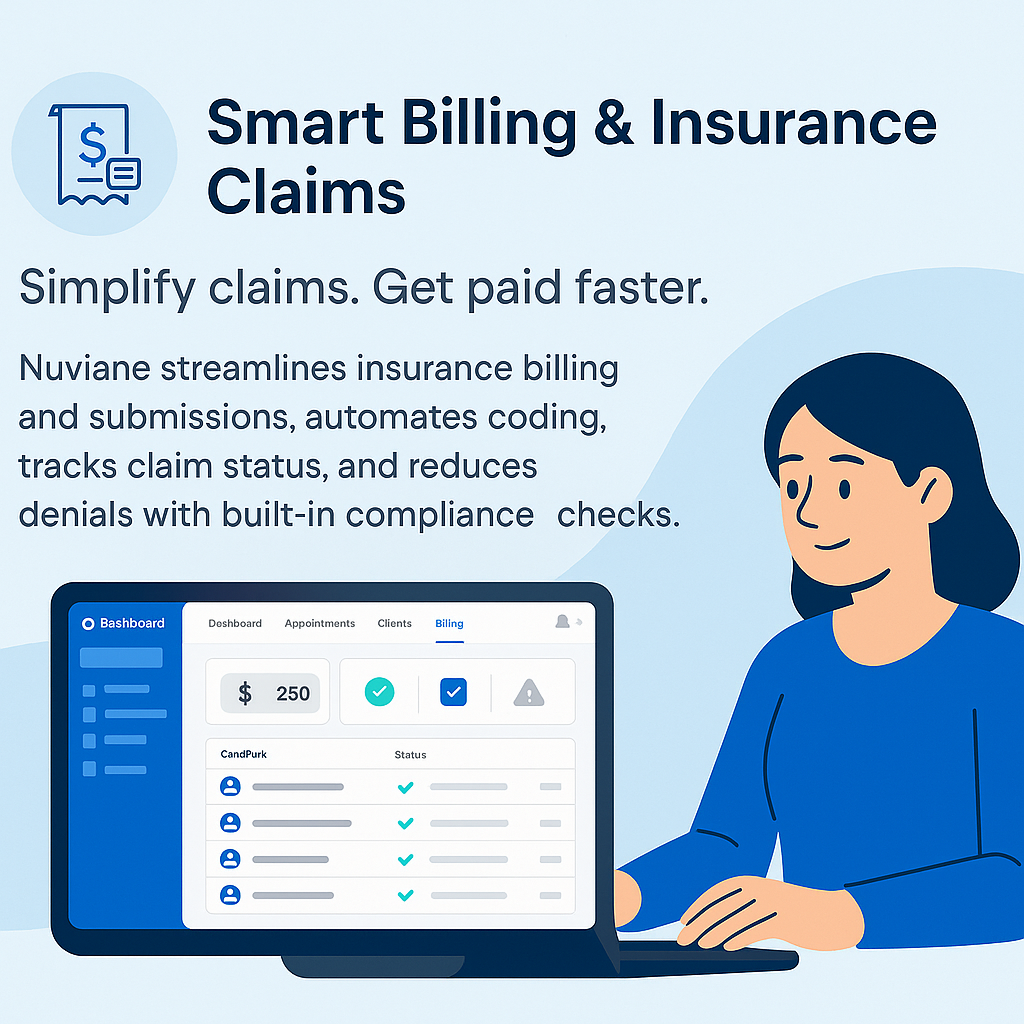 $
Smart Billing & Insurance
Claims
Simplify claims. Get paid faster.
Nuviane streamlines insurance billing
and submissions, automates coding,
tracks claim status, and reduces
denials with built-in compliance checks.
Bashboard
Deshboard Appointments Clients Biling
$ 250
CandPurk Status